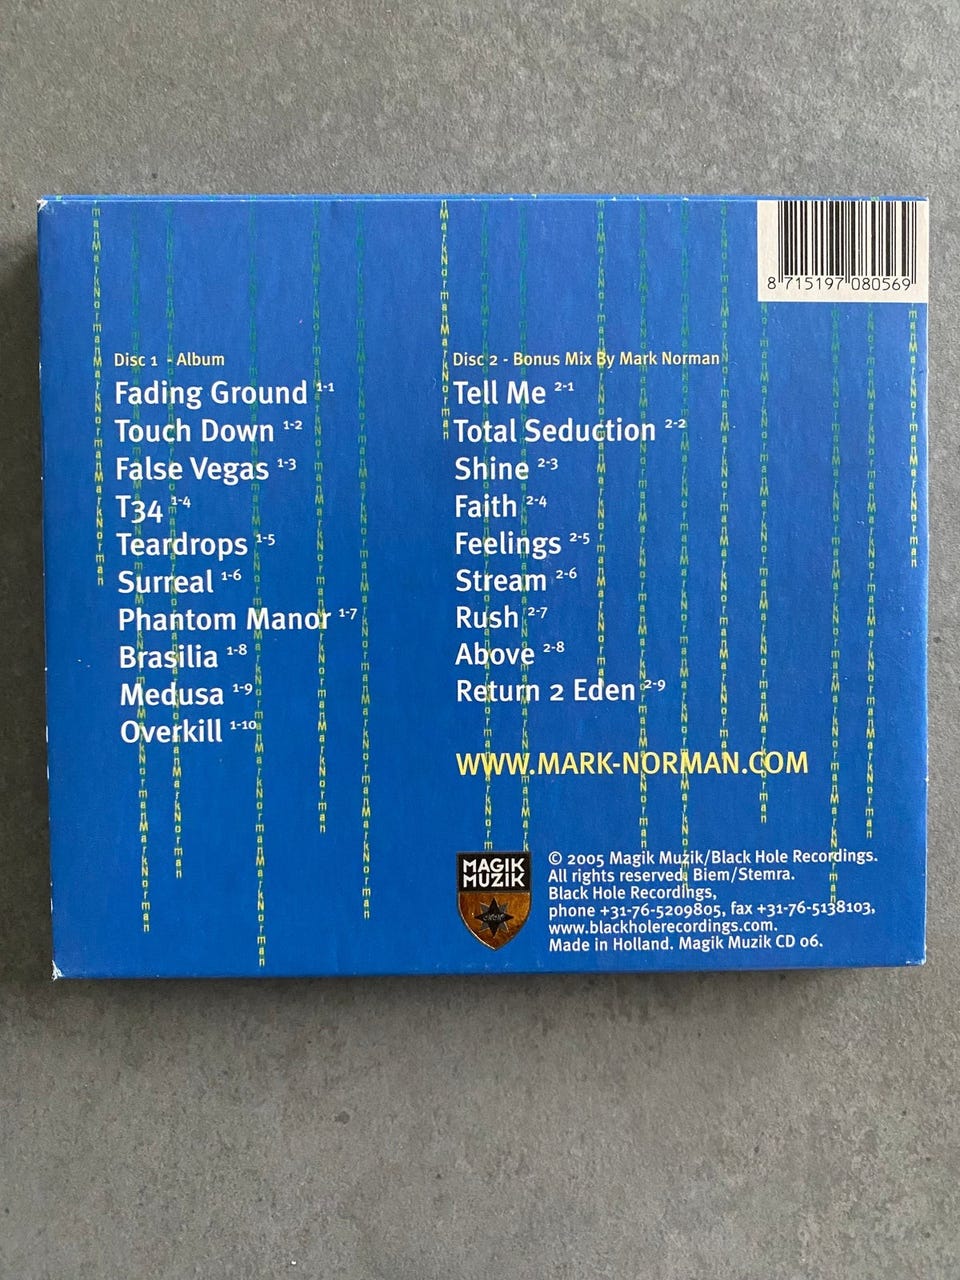 8 715197 080569
Disc 1 - Album
Fading Ground 1-1
Touch Down 1-2
False Vegas 1-3
T34 1-4
Teardrops 1-5
Surreal 1-6
Phantom Manor 1-7
Brasilia 1-8
Medusa 1-9
Overkill 1-10
Disc 2 - Bonus Mix By Mark Norman
Tell Me 2-1
Total Seduction 2-2
Shine 2-3
Faith 2-4
Feelings 2-5
Stream 2-6
Rush 2-7
Above 2-8
Return 2 Eden 2-9
WWW.MARK-NORMAN.COM
MAGIK
MUZIK
© 2005 Magik Muzik/Black Hole Recordings.
All rights reserved. Biem/Stemra.
Black Hole Recordings,
phone +31-76-5209805, fax +31-76-5138103,
www.blackholerecordings.com.
Made in Holland. Magik Muzik CD 06.